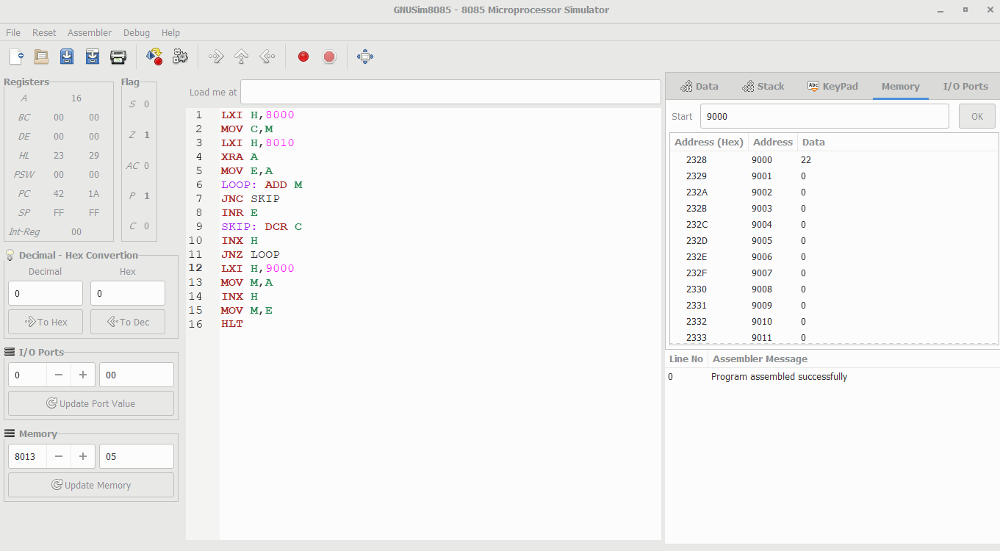 GNUSim8085 - 8085 Microprocessor Simulator
File Reset Assembler Debug Help
Registers
A 16
BC 00 00
DE 00 00
HL 23 29
PSW 00 00
PC 42 1A
SP FF FF
Int-Reg 00
Flag
S 0
Z 1
AC 0
P 1
C 0
Decimal - Hex Convertion
Decimal Hex
0 0
To Hex To Dec
I/O Ports
0 − + 00
Update Port Value
Memory
8013 − + 05
Update Memory
Load me at
1 LXI H,8000
2 MOV C,M
3 LXI H,8010
4 XRA A
5 MOV E,A
6 LOOP: ADD M
7 JNC SKIP
8 INR E
9 SKIP: DCR C
10 INX H
11 JNZ LOOP
12 LXI H,9000
13 MOV M,A
14 INX H
15 MOV M,E
16 HLT
Data Stack Abc KeyPad Memory I/O Ports
Start 9000 OK
Address (Hex) Address Data
2328 9000 22
2329 9001 0
232A 9002 0
232B 9003 0
232C 9004 0
232D 9005 0
232E 9006 0
232F 9007 0
2330 9008 0
2331 9009 0
2332 9010 0
2333 9011 0
Line No Assembler Message
0 Program assembled successfully